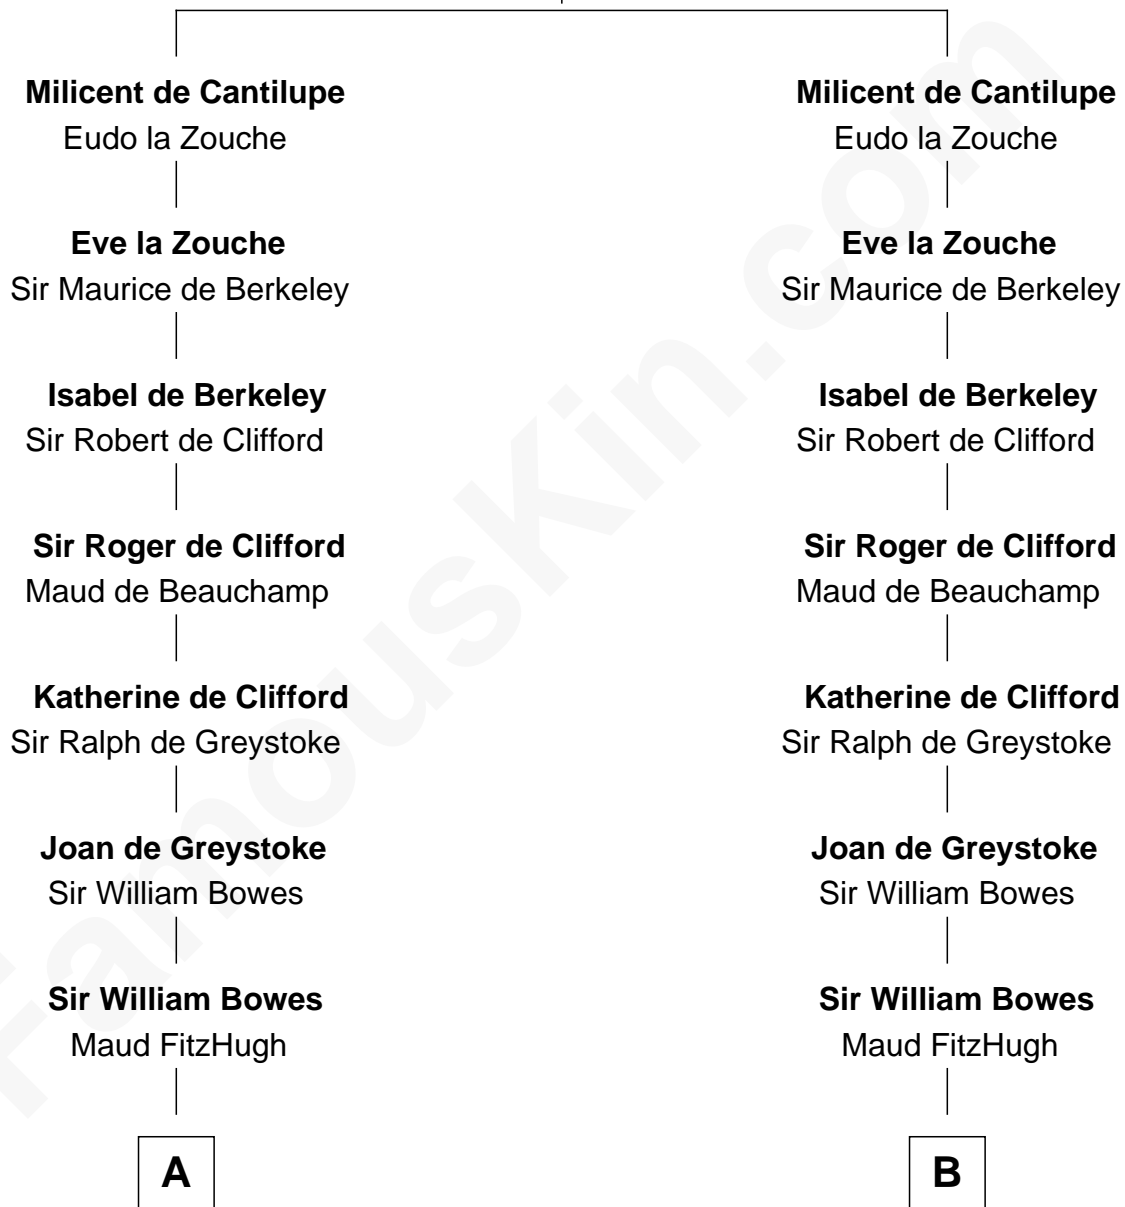 Milicent de Cantilupe Milicent de Cantilupe
Eudo la Zouche Eudo la Zouche
Eve la Zouche Eve la Zouche
Sir Maurice de Berkeley Sir Maurice de Berkeley
Isabel de Berkeley Isabel de Berkeley
Sir Robert de Clifford Sir Robert de Clifford
Sir Roger de Clifford Sir Roger de Clifford
Maud de Beauchamp Maud de Beauchamp
Katherine de Clifford Katherine de Clifford
Sir Ralph de Greystoke Sir Ralph de Greystoke
Joan de Greystoke Joan de Greystoke
Sir William Bowes Sir William Bowes
Sir William Bowes Sir William Bowes
Maud FitzHugh Maud FitzHugh
A B
FamousKin.com